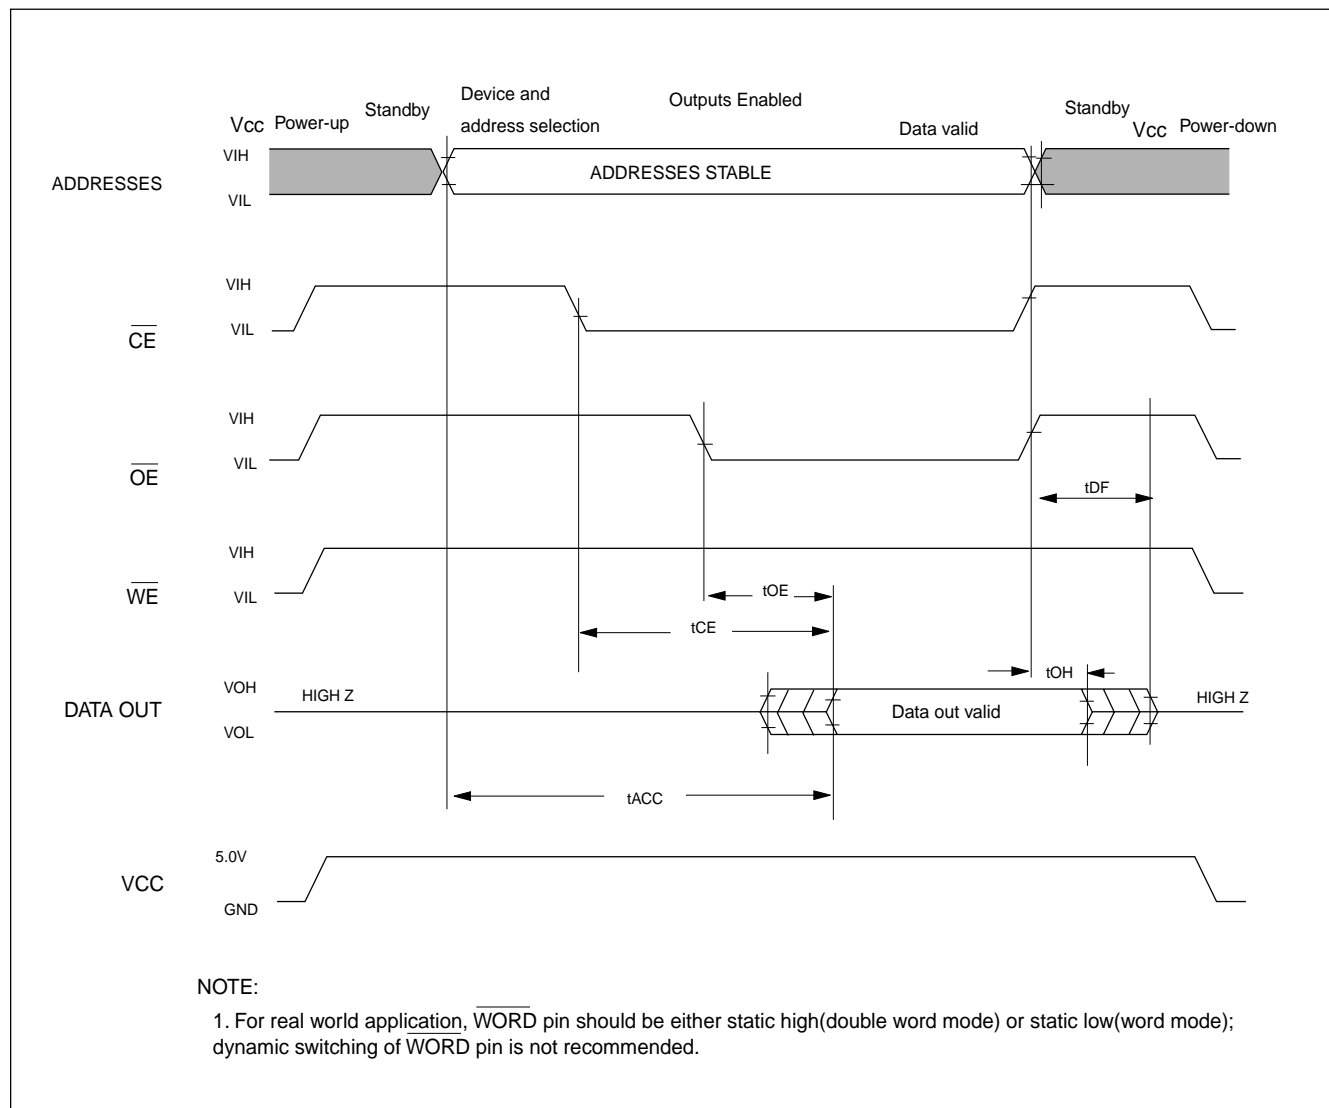 Device and
Outputs Enabled
Standby
Standby
address selection
Data valid
Vcc Power-up
Vcc Power-down
VIH
ADDRESSES
ADDRESSES STABLE
VIL
VIH
CE
VIL
VIH
OE
VIL
tDF
VIH
WE
VIL
tOE
tCE
tOH
VOH
HIGH Z
HIGH Z
DATA OUT
Data out valid
VOL
tACC
5.0V
VCC
GND
NOTE:
1. For real world application, WORD pin should be either static high(double word mode) or static low(word mode);
dynamic switching of WORD pin is not recommended.